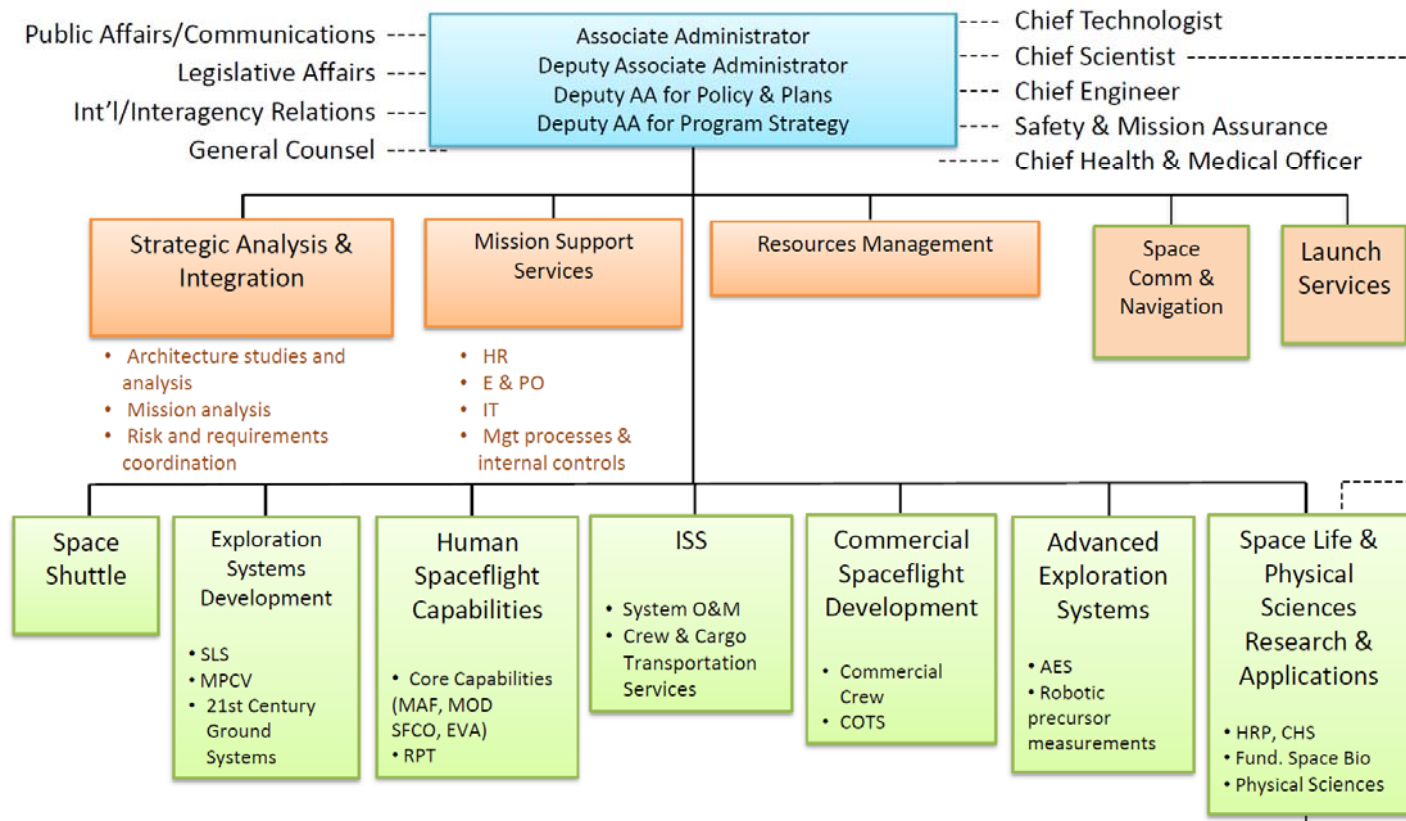 Public Affairs/Communications
Legislative Affairs
Int'l/Interagency Relations
General Counsel
Associate Administrator
Deputy Associate Administrator
Deputy AA for Policy & Plans
Deputy AA for Program Strategy
Chief Technologist
Chief Scientist
Chief Engineer
Safety & Mission Assurance
Chief Health & Medical Officer
Strategic Analysis &
Integration
• Architecture studies and
analysis
• Mission analysis
• Risk and requirements
coordination
Mission Support
Services
• HR
• E & PO
• IT
• Mgt processes &
internal controls
Resources Management
Space
Comm &
Navigation
Launch
Services
Space
Shuttle
Exploration
Systems
Development
• SLS
• MPCV
• 21st Century
Ground
Systems
Human
Spaceflight
Capabilities
• Core Capabilities
(MAF, MOD
SFCO, EVA)
• RPT
ISS
• System O&M
• Crew & Cargo
Transportation
Services
Commercial
Spaceflight
Development
• Commercial
Crew
• COTS
Advanced
Exploration
Systems
• AES
• Robotic
precursor
measurements
Space Life &
Physical
Sciences
Research &
Applications
• HRP, CHS
• Fund. Space Bio
• Physical Sciences